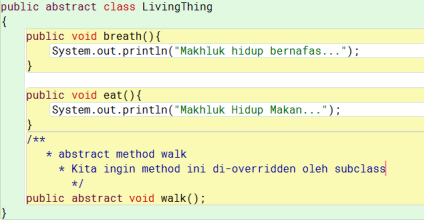 public abstract class LivingThing
{
public void breath(){
System.out.println("Makhluk hidup bernafas...");
}
public void eat(){
System.out.println("Makhluk Hidup Makan...");
}
/**
* abstract method walk
* Kita ingin method ini di-overridden oleh subclass
*/
public abstract void walk();
}